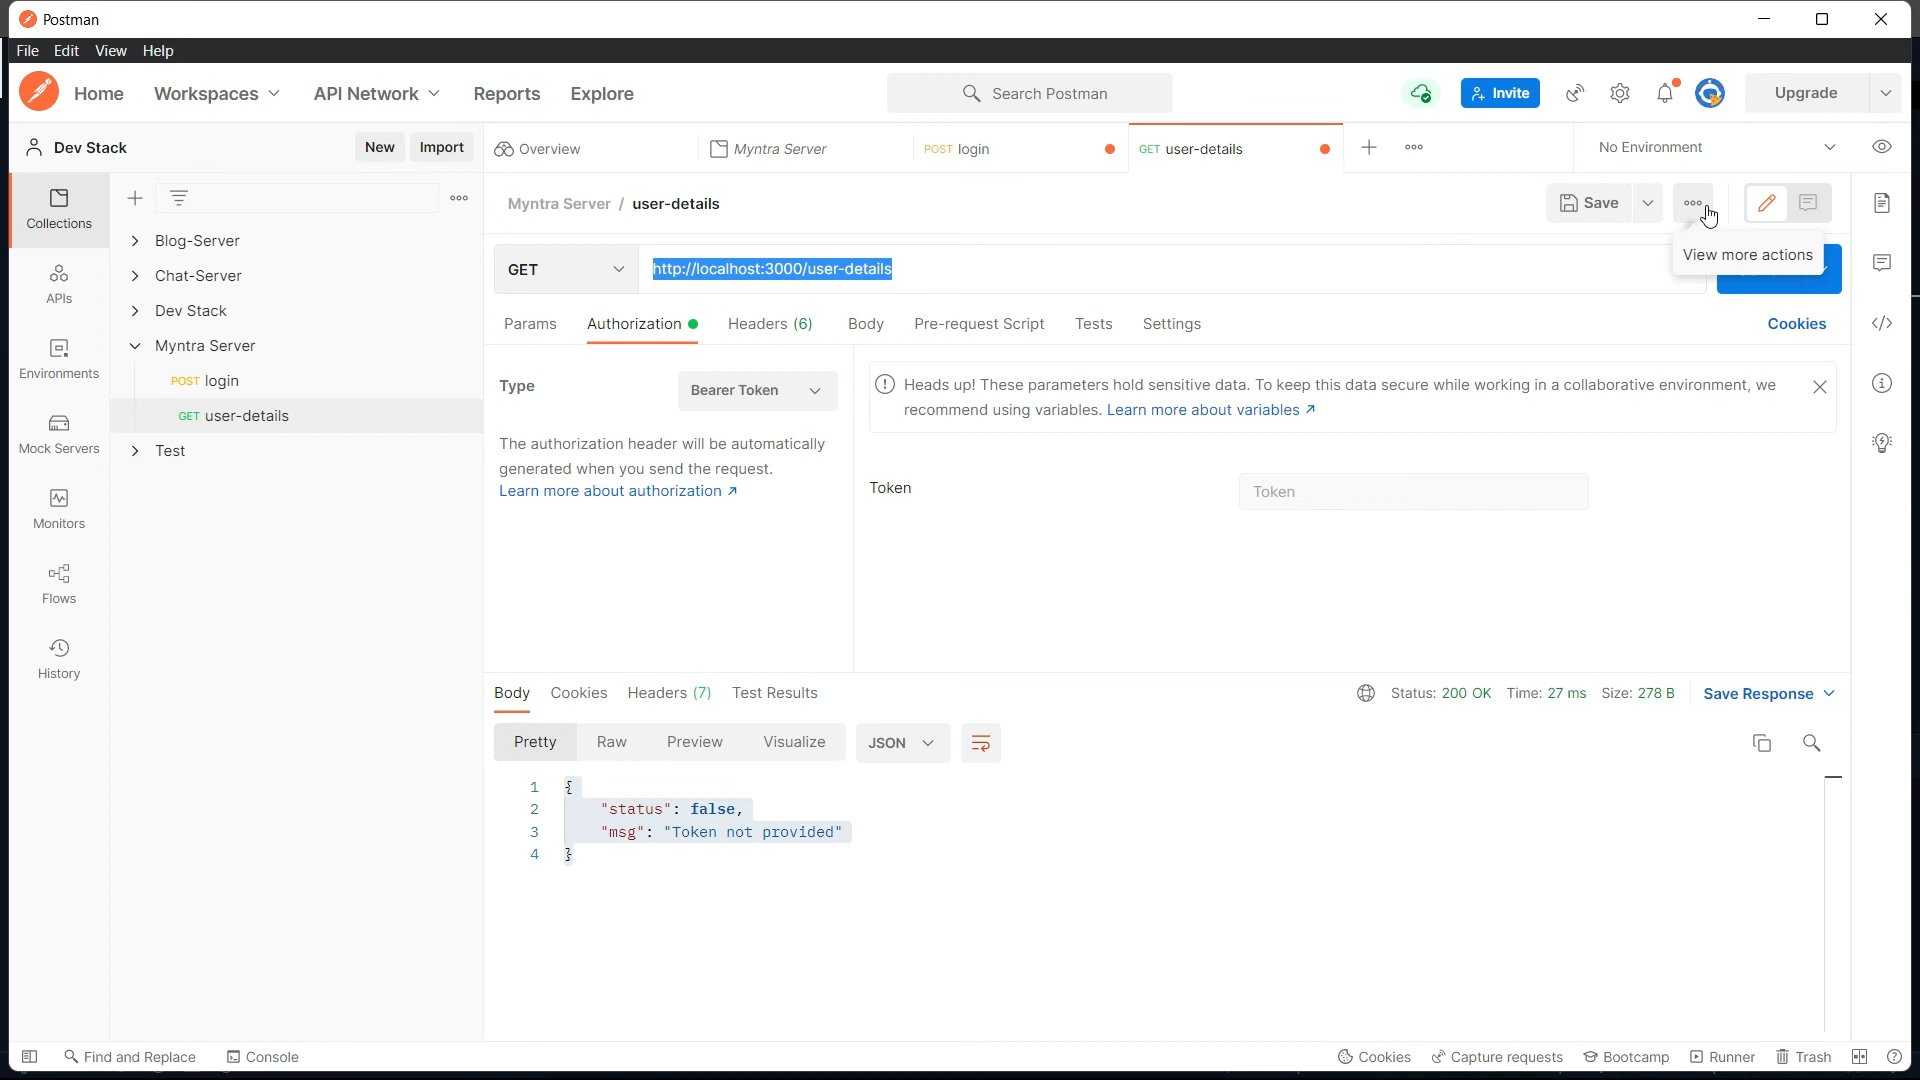 Postman
File Edit View Help
Home Workspaces API Network Reports Explore Search Postman Invite Upgrade
Dev Stack New Import
Overview Myntra Server POST login GET user-details No Environment
Collections
APIs
Environments
Mock Servers
Monitors
Flows
History
Blog-Server
Chat-Server
Dev Stack
Myntra Server
POST login
GET user-details
Test
Myntra Server / user-details Save
View more actions
GET http://localhost:3000/user-details
Params Authorization Headers (6) Body Pre-request Script Tests Settings Cookies
Type Bearer Token
The authorization header will be automatically
generated when you send the request.
Learn more about authorization ↗
Heads up! These parameters hold sensitive data. To keep this data secure while working in a collaborative environment, we
recommend using variables. Learn more about variables ↗
Token Token
Body Cookies Headers (7) Test Results Status: 200 OK Time: 27 ms Size: 278 B Save Response
Pretty Raw Preview Visualize JSON
1 {
2 "status": false,
3 "msg": "Token not provided"
4 }
Find and Replace Console Cookies Capture requests Bootcamp Runner Trash